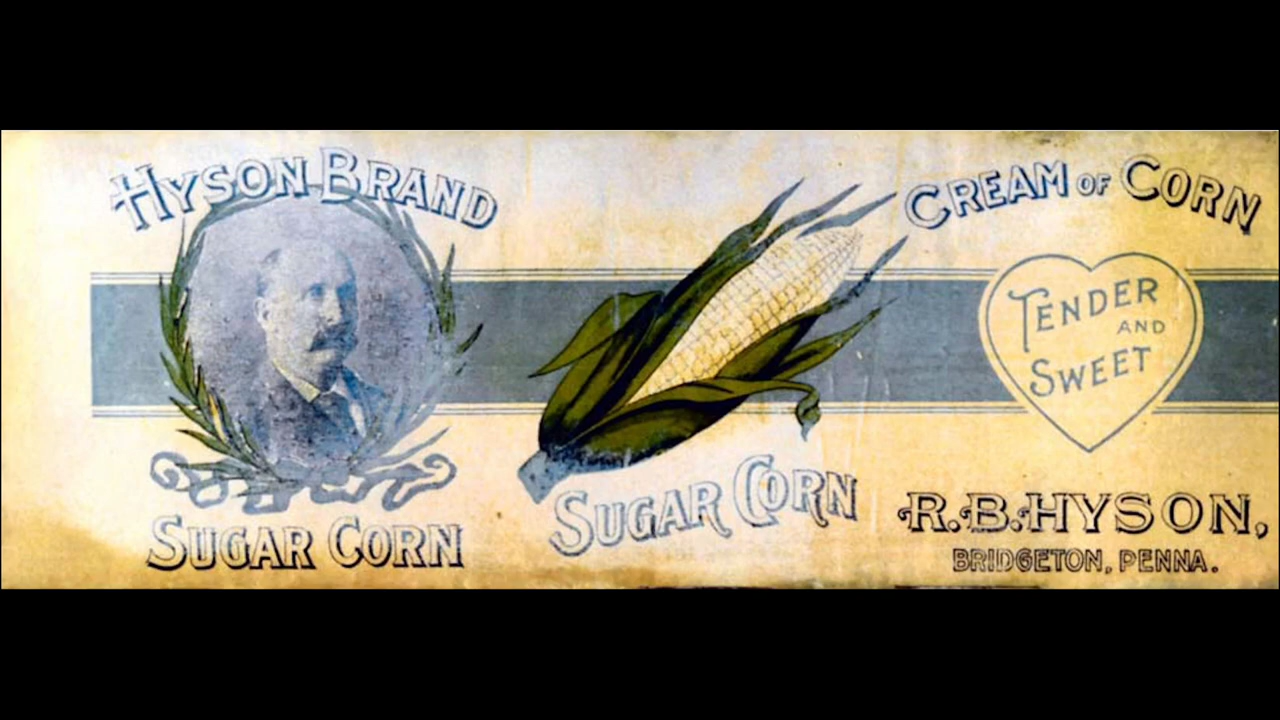 HYSON BRAND
SUGAR CORN
SUGAR CORN
CREAM OF CORN
TENDER
AND
SWEET
R.B.HYSON,
BRIDGETON, PENNA.